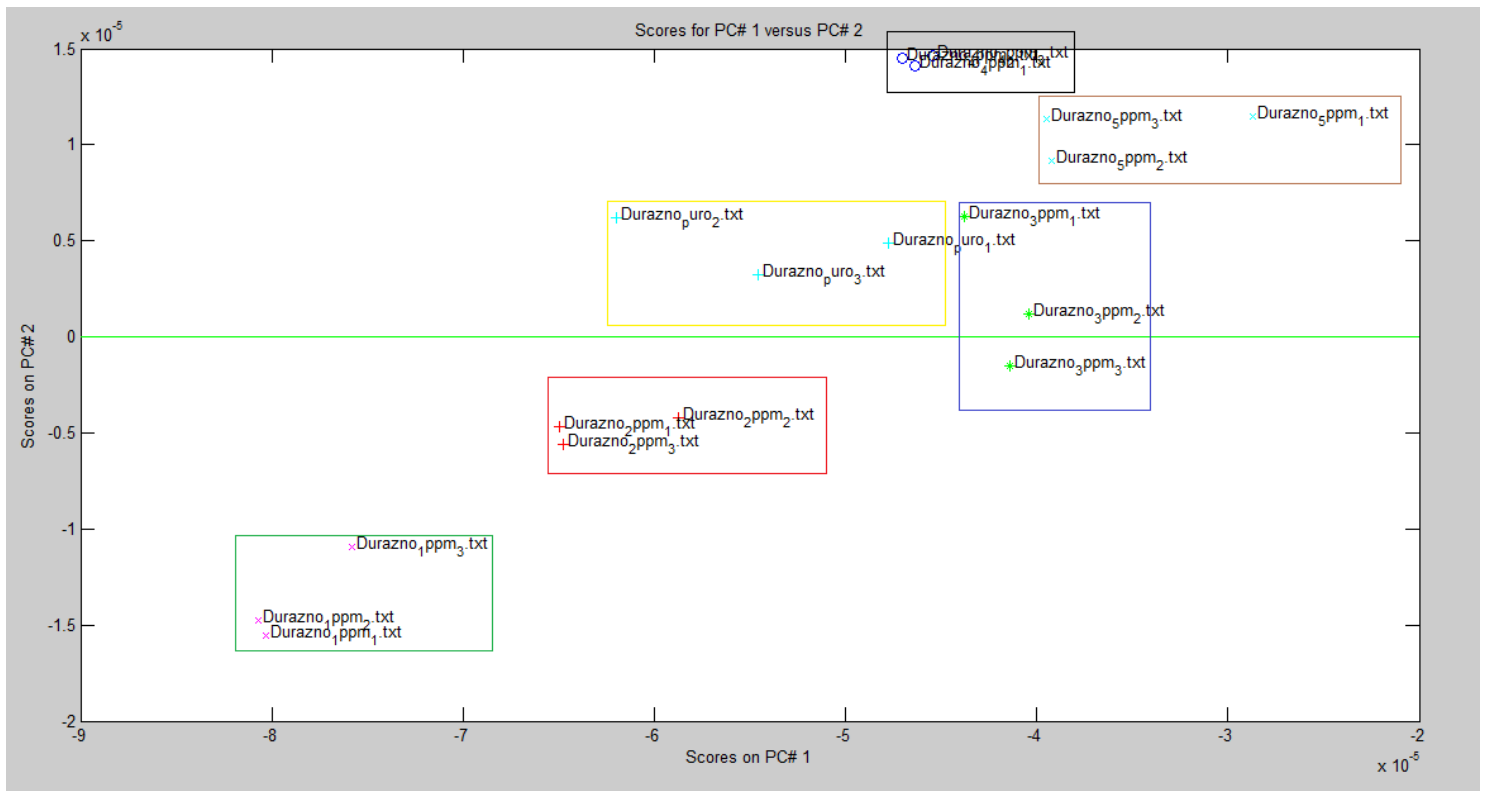 Scores for PC# 1 versus PC# 2
x 10-5
1.5
1
0.5
0
-0.5
-1
-1.5
-2
Scores on PC# 2
Durazno4ppm1.txt
Durazno5ppm3.txt
Durazno5ppm1.txt
Durazno5ppm2.txt
Duraznopuro2.txt
Durazno3ppm1.txt
Duraznopuro1.txt
Duraznopuro3.txt
Durazno3ppm2.txt
Durazno3ppm3.txt
Durazno2ppm2.txt
Durazno2ppm1.txt
Durazno2ppm3.txt
Durazno1ppm3.txt
Durazno1ppm2.txt
Durazno1ppm1.txt
-9 -8 -7 -6 -5 -4 -3 -2
Scores on PC# 1
x 10-5